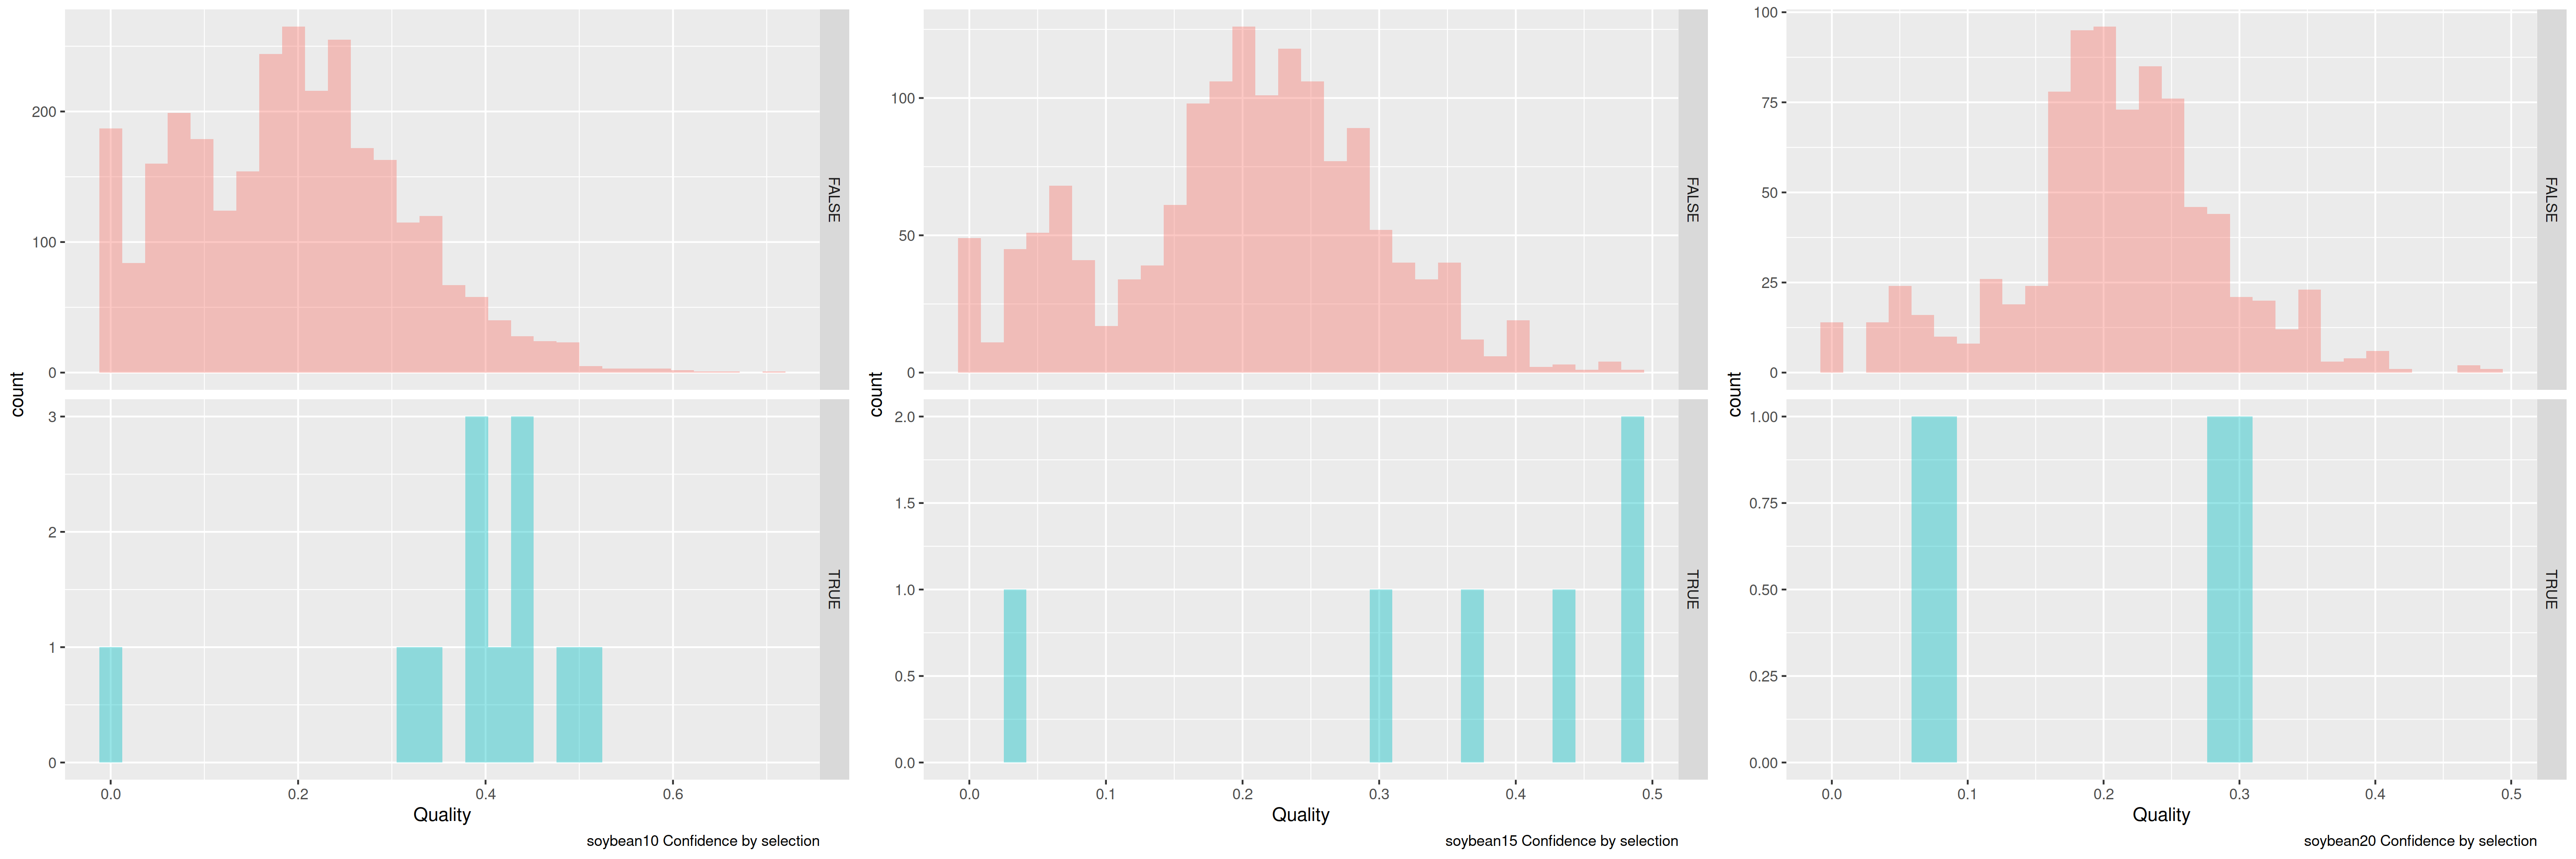 count
200
100
0
FALSE
3
2
1
0
TRUE
0.0 0.2 0.4 0.6
Quality
soybean10 Confidence by selection
count
100
50
0
FALSE
2.0
1.5
1.0
0.5
0.0
TRUE
0.0 0.1 0.2 0.3 0.4 0.5
Quality
soybean15 Confidence by selection
count
100
75
50
25
0
FALSE
1.00
0.75
0.50
0.25
0.00
TRUE
0.0 0.1 0.2 0.3 0.4 0.5
Quality
soybean20 Confidence by selection